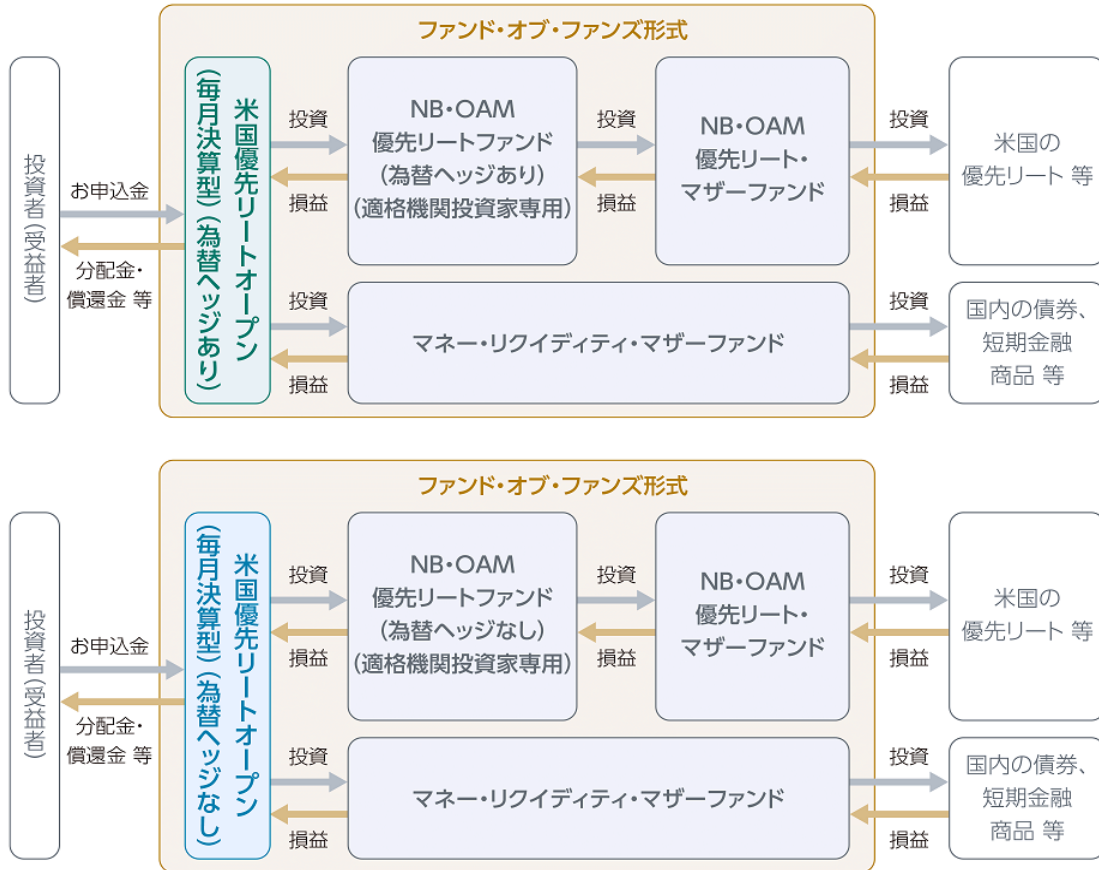 ファンド・オブ・ファンズ形式
投資者(受益者)
お申込金
分配金・
償還金 等
米国優先リートオープン
(毎月決算型)(為替ヘッジあり)
投資
損益
NB・OAM
優先リートファンド
(為替ヘッジあり)
(適格機関投資家専用)
投資
損益
NB・OAM
優先リート・
マザーファンド
投資
損益
米国の
優先リート 等
投資
損益
マネー・リクイディティ・マザーファンド
投資
損益
国内の債券、
短期金融
商品 等
ファンド・オブ・ファンズ形式
投資者(受益者)
お申込金
分配金・
償還金 等
米国優先リートオープン
(毎月決算型)(為替ヘッジなし)
投資
損益
NB・OAM
優先リートファンド
(為替ヘッジなし)
(適格機関投資家専用)
投資
損益
NB・OAM
優先リート・
マザーファンド
投資
損益
米国の
優先リート 等
投資
損益
マネー・リクイディティ・マザーファンド
投資
損益
国内の債券、
短期金融
商品 等